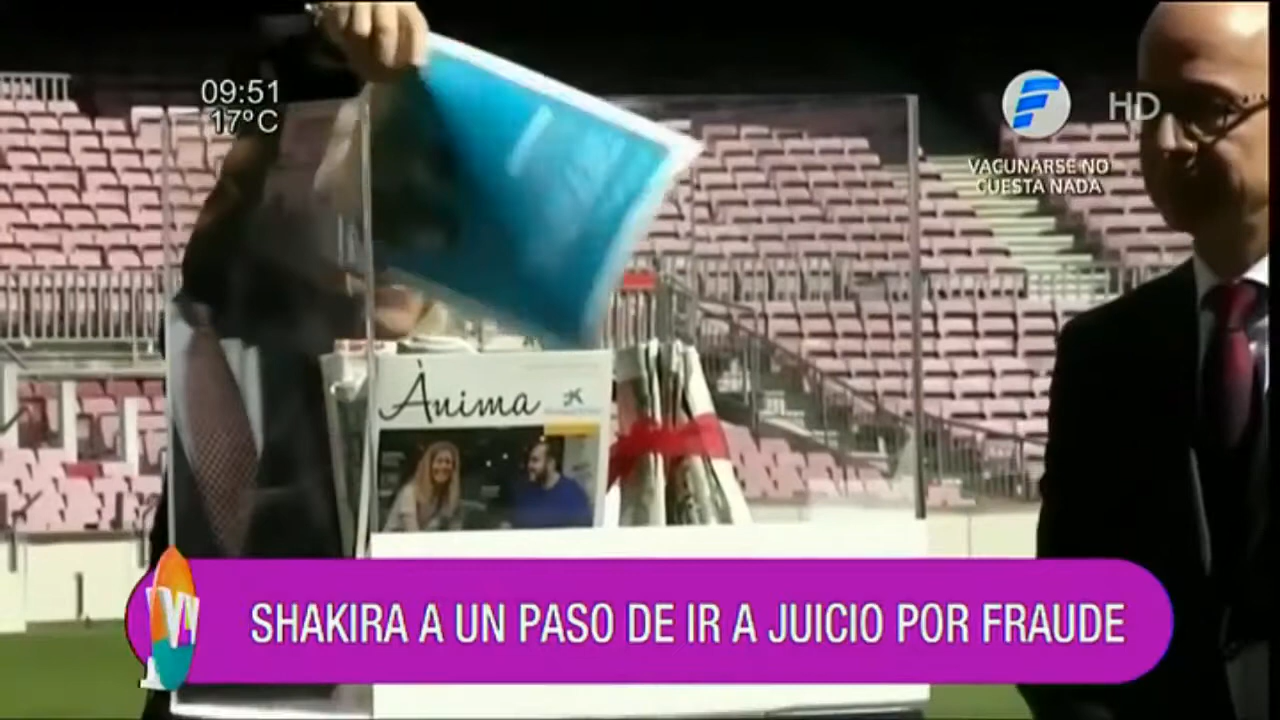 09:51
17°C
HD
VACUNARSE NO
CUESTA NADA
Ànima
SHAKIRA A UN PASO DE IR A JUICIO POR FRAUDE